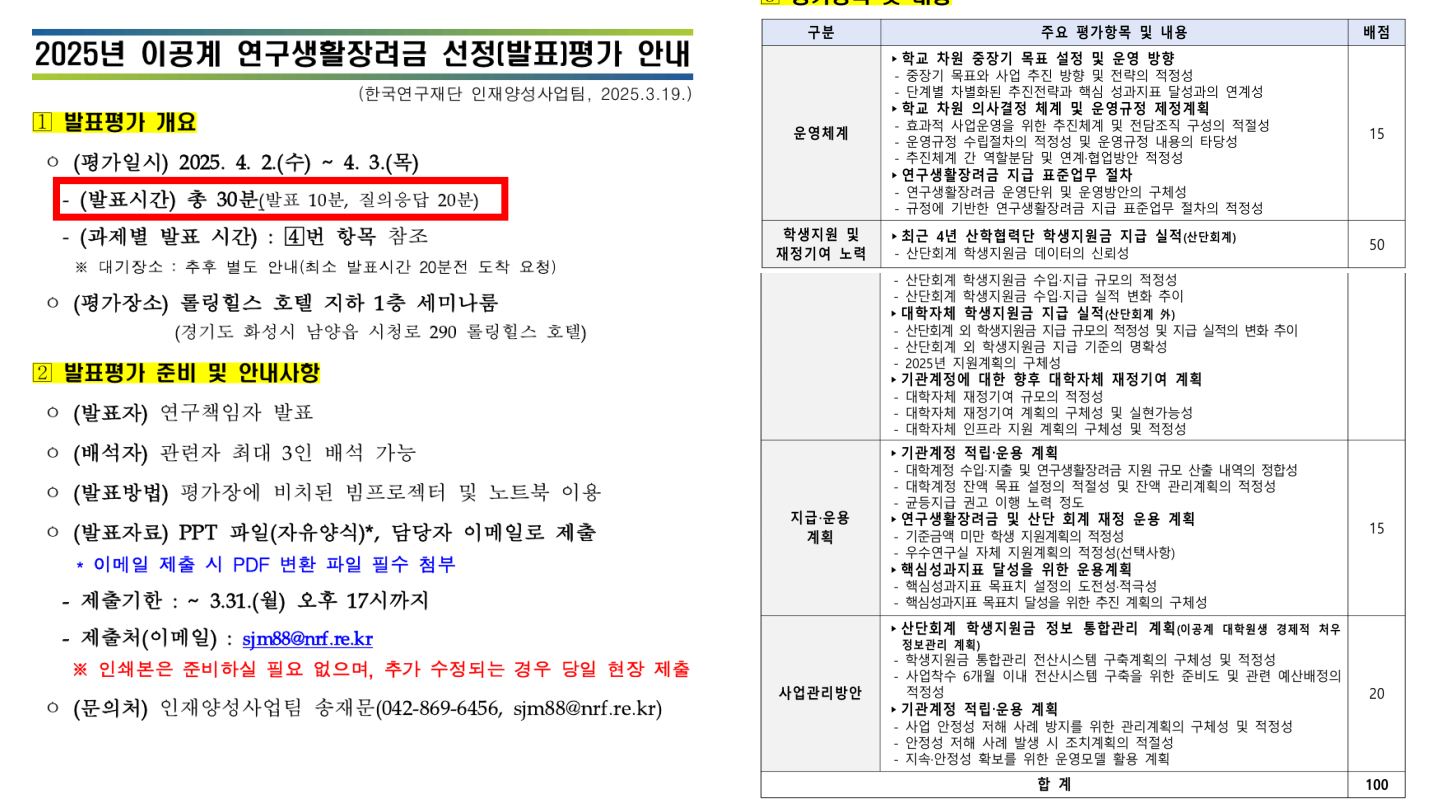 2025년 이공계 연구생활장려금 선정(발표)평가 안내
(한국연구재단 인재양성사업팀, 2025.3.19.)
1 발표평가 개요
ㅇ (평가일시) 2025. 4. 2.(수) ~ 4. 3.(목)
- (발표시간) 총 30분(발표 10분, 질의응답 20분)
- (과제별 발표 시간) : 4번 항목 참조
※ 대기장소 : 추후 별도 안내(최소 발표시간 20분전 도착 요청)
ㅇ (평가장소) 롤링힐스 호텔 지하 1층 세미나룸
(경기도 화성시 남양읍 시청로 290 롤링힐스 호텔)
2 발표평가 준비 및 안내사항
ㅇ (발표자) 연구책임자 발표
ㅇ (배석자) 관련자 최대 3인 배석 가능
ㅇ (발표방법) 평가장에 비치된 빔프로젝터 및 노트북 이용
ㅇ (발표자료) PPT 파일(자유양식)*, 담당자 이메일로 제출
* 이메일 제출 시 PDF 변환 파일 필수 첨부
- 제출기한 : ~ 3.31.(월) 오후 17시까지
- 제출처(이메일) : sjm88@nrf.re.kr
※ 인쇄본은 준비하실 필요 없으며, 추가 수정되는 경우 당일 현장 제출
ㅇ (문의처) 인재양성사업팀 송재문(042-869-6456, sjm88@nrf.re.kr)
구분 주요 평가항목 및 내용 배점
운영체계
▸학교 차원 중장기 목표 설정 및 운영 방향
- 중장기 목표와 사업 추진 방향 및 전략의 적정성
- 단계별 차별화된 추진전략과 핵심 성과지표 달성과의 연계성
▸학교 차원 의사결정 체계 및 운영규정 제정계획
- 효과적 사업운영을 위한 추진체계 및 전담조직 구성의 적절성
- 운영규정 수립절차의 적정성 및 운영규정 내용의 타당성
- 추진체계 간 역할분담 및 연계·협업방안 적정성
▸연구생활장려금 지급 표준업무 절차
- 연구생활장려금 운영단위 및 운영방안의 구체성
- 규정에 기반한 연구생활장려금 지급 표준업무 절차의 적정성
15
학생지원 및
재정기여 노력
▸최근 4년 산학협력단 학생지원금 지급 실적(산단회계)
- 산단회계 학생지원금 데이터의 신뢰성
50
- 산단회계 학생지원금 수입·지급 규모의 적정성
- 산단회계 학생지원금 수입·지급 실적 변화 추이
▸대학자체 학생지원금 지급 실적(산단회계 外)
- 산단회계 외 학생지원금 지급 규모의 적정성 및 지급 실적의 변화 추이
- 산단회계 외 학생지원금 지급 기준의 명확성
- 2025년 지원계획의 구체성
▸기관계정에 대한 향후 대학자체 재정기여 계획
- 대학자체 재정기여 규모의 적정성
- 대학자체 재정기여 계획의 구체성 및 실현가능성
- 대학자체 인프라 지원 계획의 구체성 및 적정성
지급·운용
계획
▸기관계정 적립·운용 계획
- 대학계정 수입·지출 및 연구생활장려금 지원 규모 산출 내역의 정합성
- 대학계정 잔액 목표 설정의 적절성 및 잔액 관리계획의 적정성
- 균등지급 권고 이행 노력 정도
▸연구생활장려금 및 산단 회계 재정 운용 계획
- 기준금액 미만 학생 지원계획의 적정성
- 우수연구실 자체 지원계획의 적정성(선택사항)
▸핵심성과지표 달성을 위한 운용계획
- 핵심성과지표 목표치 설정의 도전성·적극성
- 핵심성과지표 목표치 달성을 위한 추진 계획의 구체성
15
사업관리방안
▸산단회계 학생지원금 정보 통합관리 계획(이공계 대학원생 경제적 처우
정보관리 계획)
- 학생지원금 통합관리 전산시스템 구축계획의 구체성 및 적정성
- 사업착수 6개월 이내 전산시스템 구축을 위한 준비도 및 관련 예산배정의
적정성
▸기관계정 적립·운용 계획
- 사업 안정성 저해 사례 방지를 위한 관리계획의 구체성 및 적정성
- 안정성 저해 사례 발생 시 조치계획의 적절성
- 지속·안정성 확보를 위한 운영모델 활용 계획
20
합 계 100